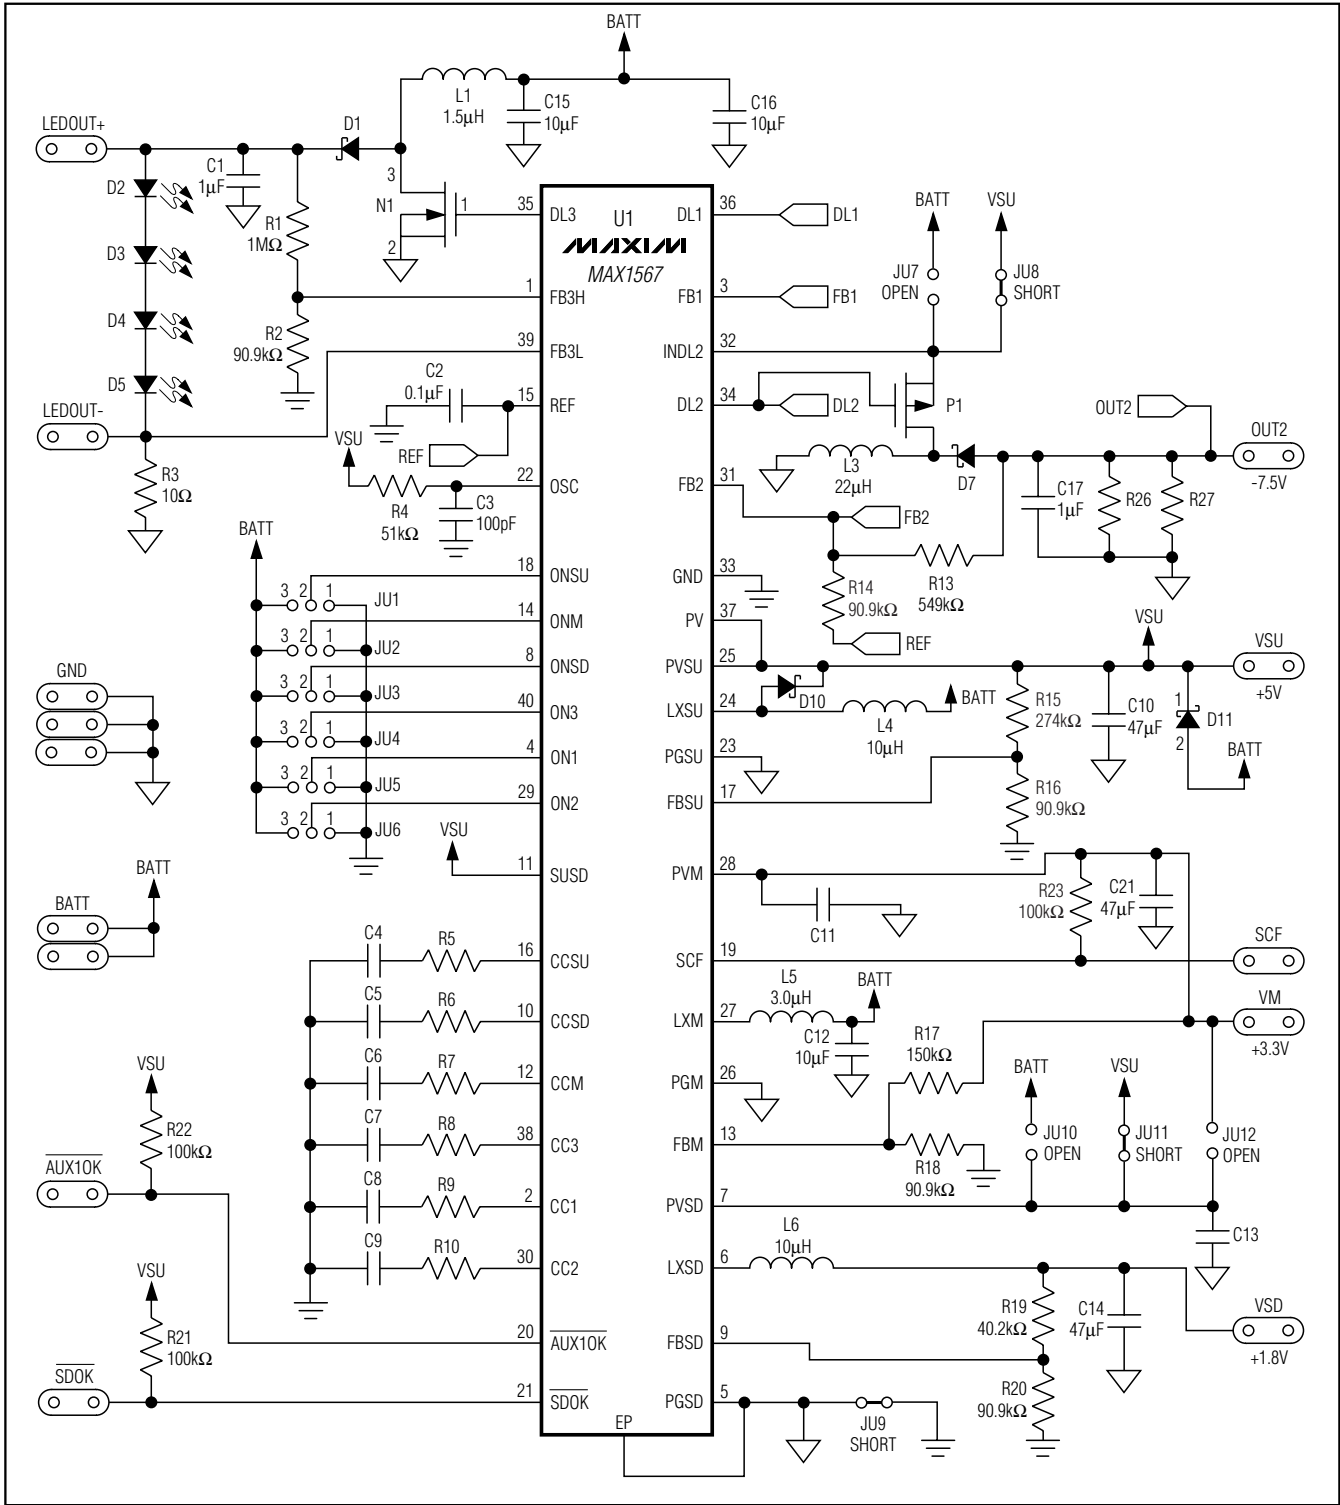 BATT
L1
1.5µH
C15
10µF
C16
10µF
LEDOUT+
D1
C1
1µF
D2
D3
D4
D5
R1
1MΩ
R2
90.9kΩ
3
N1
1
2
LEDOUT-
R3
10Ω
C2
0.1µF
REF
VSU
R4
51kΩ
C3
100pF
BATT
3 2 1 JU1
3 2 1 JU2
3 2 1 JU3
3 2 1 JU4
3 2 1 JU5
3 2 1 JU6
GND
BATT
BATT
VSU
C4 R5
C5 R6
C6 R7
C7 R8
C8 R9
C9 R10
VSU
R22
100kΩ
AUX1OK
VSU
R21
100kΩ
SDOK
U1
MAXIM
MAX1567
35 DL3
1 FB3H
39 FB3L
15 REF
22 OSC
18 ONSU
14 ONM
8 ONSD
40 ON3
4 ON1
29 ON2
11 SUSD
16 CCSU
10 CCSD
12 CCM
38 CC3
2 CC1
30 CC2
20 AUX1OK
21 SDOK
EP
DL1 36
FB1 3
INDL2 32
DL2 34
FB2 31
GND 33
PV 37
PVSU 25
LXSU 24
PGSU 23
FBSU 17
PVM 28
SCF 19
LXM 27
PGM 26
FBM 13
PVSD 7
LXSD 6
FBSD 9
PGSD 5
DL1
FB1
BATT
VSU
JU7
OPEN
JU8
SHORT
DL2
P1
OUT2
OUT2
-7.5V
L3
22µH
D7
C17
1µF
R26
R27
FB2
R13
549kΩ
R14
90.9kΩ
REF
VSU
VSU
+5V
D10
BATT
L4
10µH
R15
274kΩ
C10
47µF
1
D11
2
BATT
R16
90.9kΩ
C11
R23
100kΩ
C21
47µF
SCF
L5
3.0µH
BATT
C12
10µF
VM
+3.3V
R17
150kΩ
R18
90.9kΩ
BATT
JU10
OPEN
VSU
JU11
SHORT
JU12
OPEN
C13
L6
10µH
R19
40.2kΩ
C14
47µF
VSD
+1.8V
R20
90.9kΩ
JU9
SHORT